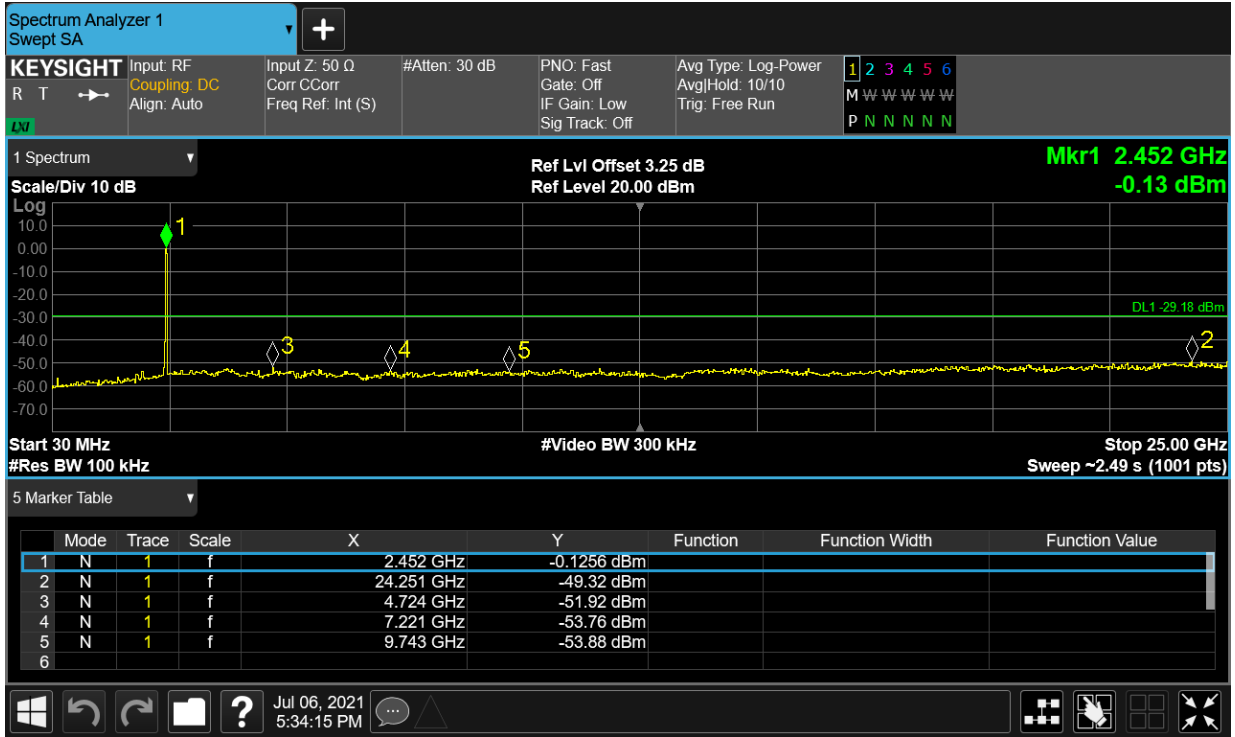 Spectrum Analyzer 1
Swept SA
KEYSIGHT
R T
LXI
Input: RF
Coupling: DC
Align: Auto
Input Z: 50 Ω
Corr CCorr
Freq Ref: Int (S)
#Atten: 30 dB
PNO: Fast
Gate: Off
IF Gain: Low
Sig Track: Off
Avg Type: Log-Power
Avg|Hold: 10/10
Trig: Free Run
1 2 3 4 5 6
M W W W W W
P N N N N N
1 Spectrum
Scale/Div 10 dB
Ref Lvl Offset 3.25 dB
Ref Level 20.00 dBm
Mkr1 2.452 GHz
-0.13 dBm
Log
10.0
0.00
-10.0
-20.0
-30.0
-40.0
-50.0
-60.0
-70.0
1
DL1 -29.18 dBm
3
4
5
2
Start 30 MHz
#Res BW 100 kHz
#Video BW 300 kHz
Stop 25.00 GHz
Sweep ~2.49 s (1001 pts)
5 Marker Table
Mode Trace Scale X Y Function Function Width Function Value
1 N 1 f 2.452 GHz -0.1256 dBm
2 N 1 f 24.251 GHz -49.32 dBm
3 N 1 f 4.724 GHz -51.92 dBm
4 N 1 f 7.221 GHz -53.76 dBm
5 N 1 f 9.743 GHz -53.88 dBm
6
?
Jul 06, 2021
5:34:15 PM